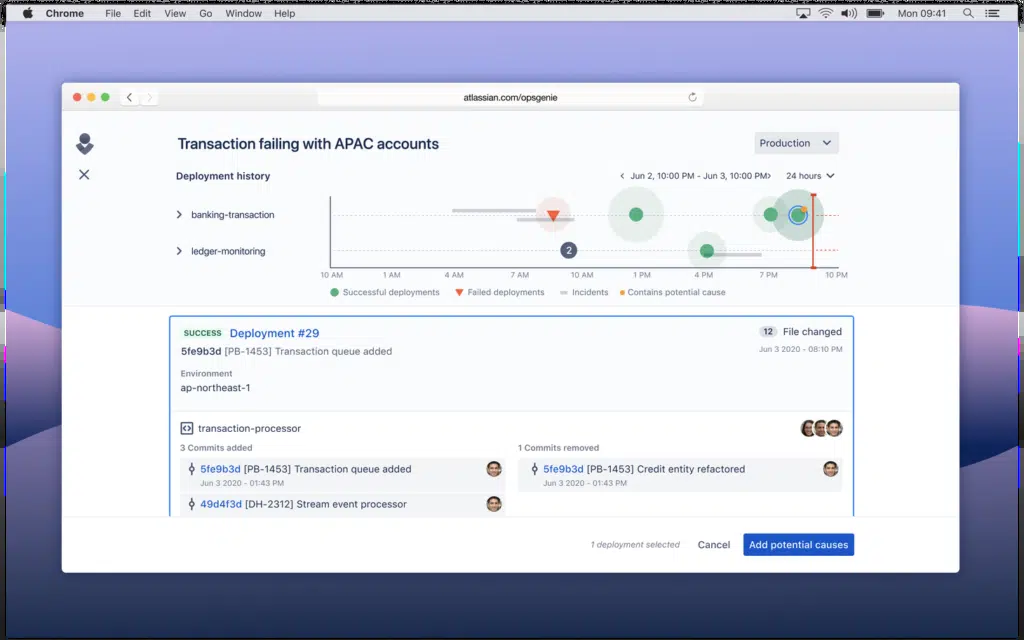 Chrome File Edit View Go Window Help Mon 09:41
atlassian.com/opsgenie
Transaction failing with APAC accounts
Production
Deployment history
Jun 2, 10:00 PM - Jun 3, 10:00 PM
24 hours
banking-transaction
ledger-monitoring
2
10 AM 1 AM 4 AM 7 AM 10 AM 1 PM 4 PM 7 PM 10 PM
Successful deployments Failed deployments Incidents Contains potential cause
SUCCESS Deployment #29
12 File changed
5fe9b3d [PB-1453] Transaction queue added
Jun 3 2020 - 08:10 PM
Environment
ap-northeast-1
transaction-processor
3 Commits added
5fe9b3d [PB-1453] Transaction queue added
Jun 3 2020 - 01:43 PM
49d4f3d [DH-2312] Stream event processor
1 Commits removed
5fe9b3d [PB-1453] Credit entity refactored
Jun 3 2020 - 01:43 PM
1 deployment selected
Cancel
Add potential causes